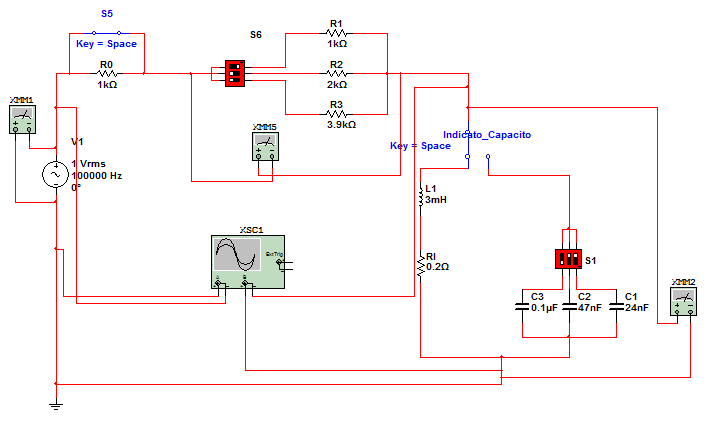 S5
Key = Space
R0
1kΩ
S6
R1
1kΩ
R2
2kΩ
R3
3.9kΩ
XMM1
V1
1 Vrms
100000 Hz
0°
XMM5
Indicato_Capacito
Key = Space
L1
3mH
Rl
0.2Ω
XSC1
Ext Trig
A
B
S1
C3
0.1µF
C2
47nF
C1
24nF
XMM2